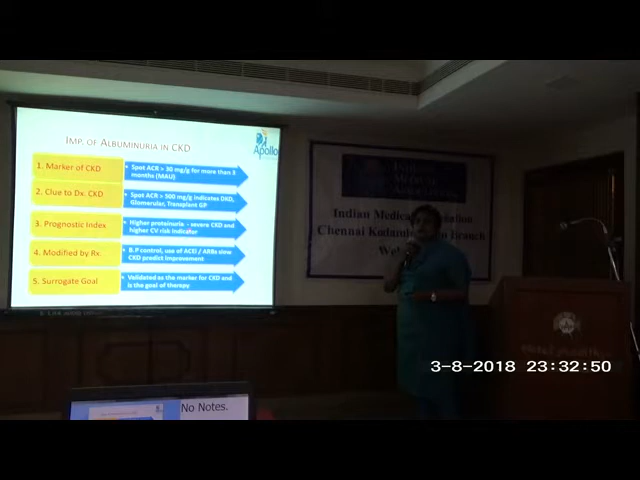 IMP. OF ALBUMINURIA IN CKD
Apollo
1. Marker of CKD
• Spot ACR > 30 mg/g for more than 3
months (MAU)
2. Clue to Dx. CKD
• Spot ACR > 500 mg/g indicates DKD,
Glomerular, Transplant GP
3. Prognostic Index
• Higher proteinuria - severe CKD and
higher CV risk indicator
4. Modified by Rx.
• B.P control, use of ACEI / ARBs slow
CKD predict improvement
5. Surrogate Goal
• Validated as the marker for CKD and
is the goal of therapy
Indian Medical
Chennai Branch
3-8-2018 23:32:50
No Notes.